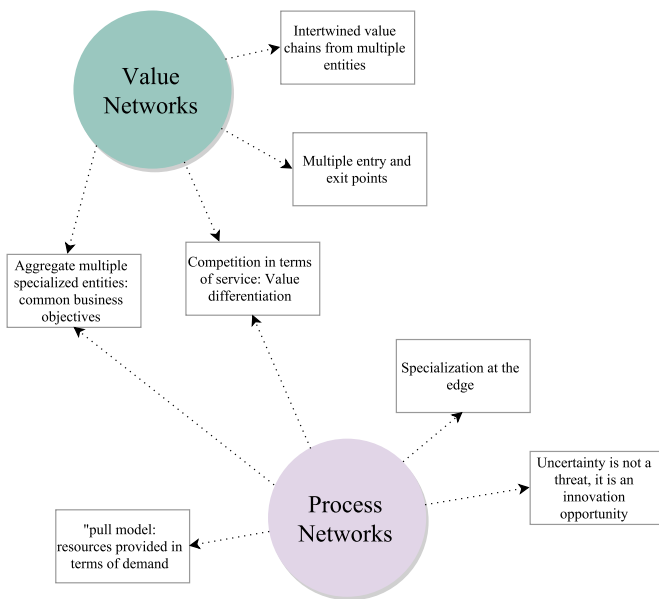 Intertwined value
chains from multiple
entities
Value
Networks
Multiple entry and
exit points
Aggregate multiple
specialized entities:
common business
objectives
Competition in terms
of service: Value
differentiation
Specialization at the
edge
Uncertainty is not a
threat, it is an
innovation
opportunity
Process
Networks
"pull model:
resources provided in
terms of demand